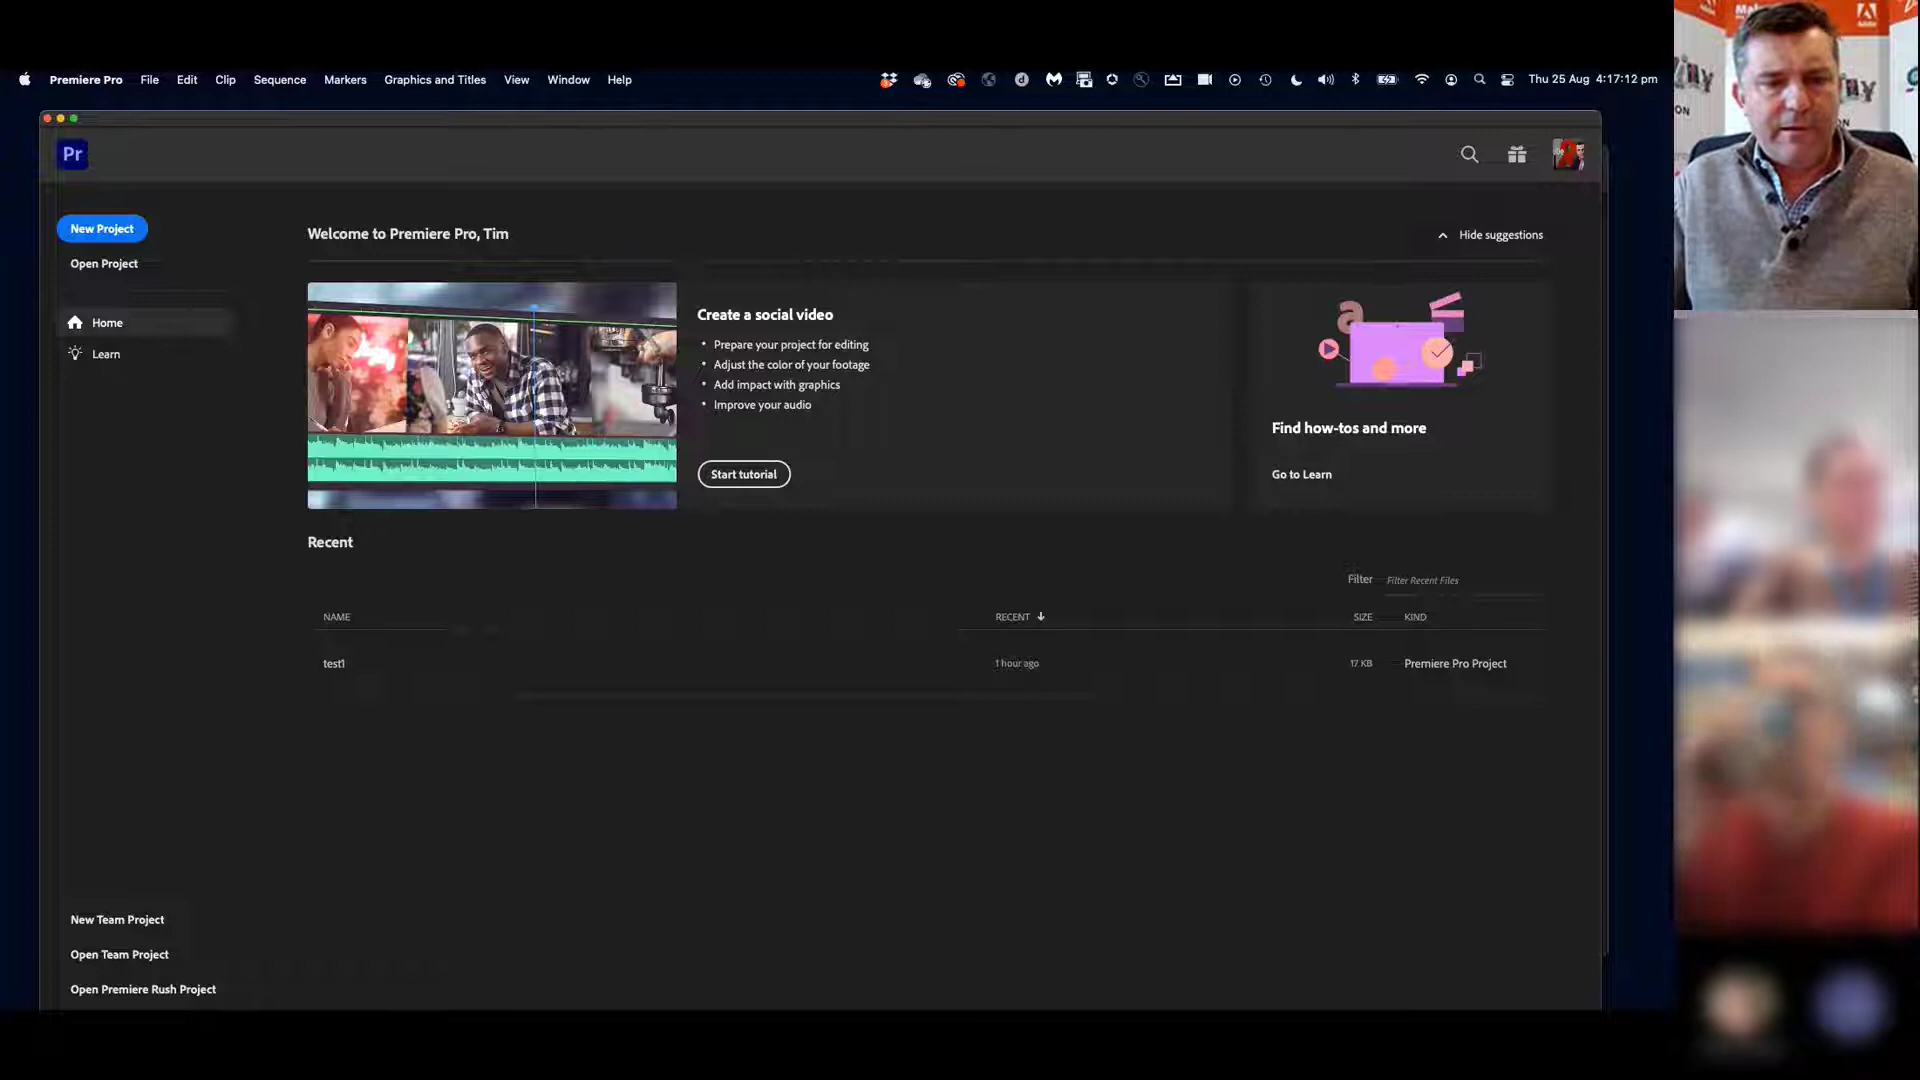 Premiere Pro File Edit Clip Sequence Markers Graphics and Titles View Window Help Thu 25 Aug 4:17:12 pm
Pr
New Project
Open Project
Home
Learn
Welcome to Premiere Pro, Tim
Hide suggestions
Create a social video
• Prepare your project for editing
• Adjust the color of your footage
• Add impact with graphics
• Improve your audio
Start tutorial
Find how-tos and more
Go to Learn
Recent
Filter Filter Recent Files
NAME RECENT SIZE KIND
test1 1 hour ago 17 KB Premiere Pro Project
New Team Project
Open Team Project
Open Premiere Rush Project
Adobe